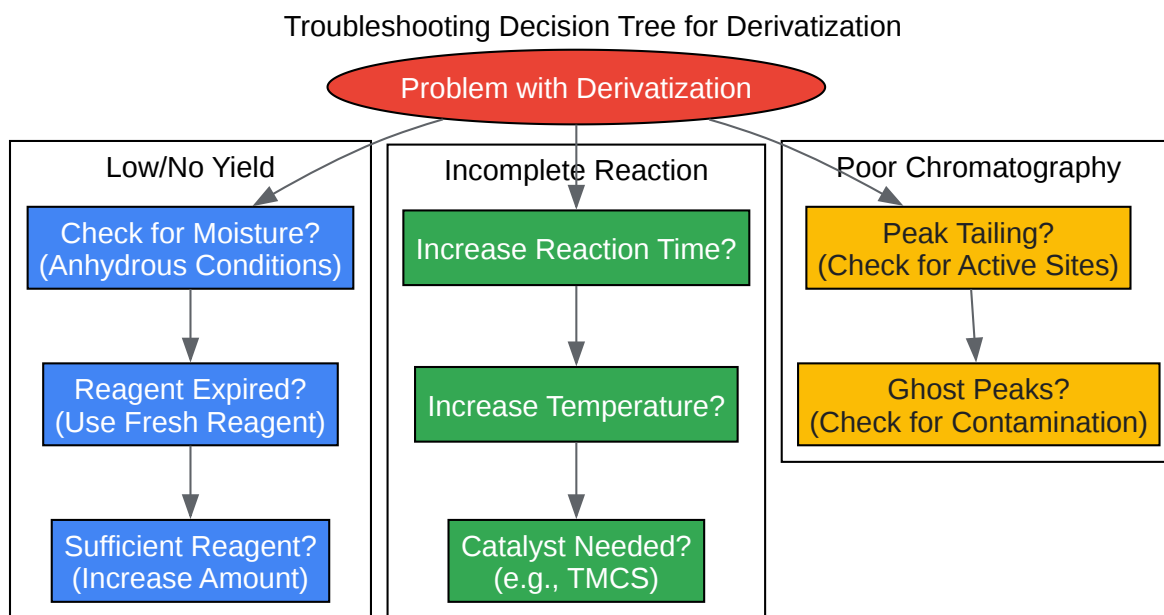 Troubleshooting Decision Tree for Derivatization
Problem with Derivatization
Low/No Yield
Check for Moisture?
(Anhydrous Conditions)
Reagent Expired?
(Use Fresh Reagent)
Sufficient Reagent?
(Increase Amount)
Incomplete Reaction
Increase Reaction Time?
Increase Temperature?
Catalyst Needed?
(e.g., TMCS)
Poor Chromatography
Peak Tailing?
(Check for Active Sites)
Ghost Peaks?
(Check for Contamination)